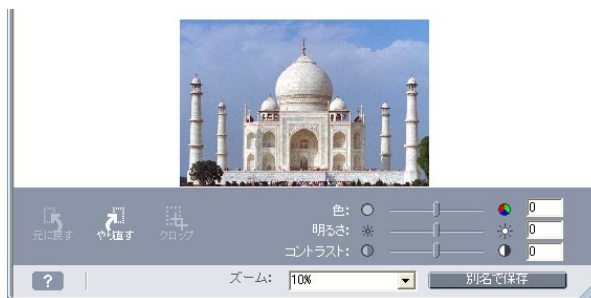 色: 0
元に戻す やり直す クロップ 明るさ: 0
コントラスト: 0
? ズーム: 10% 別名で保存